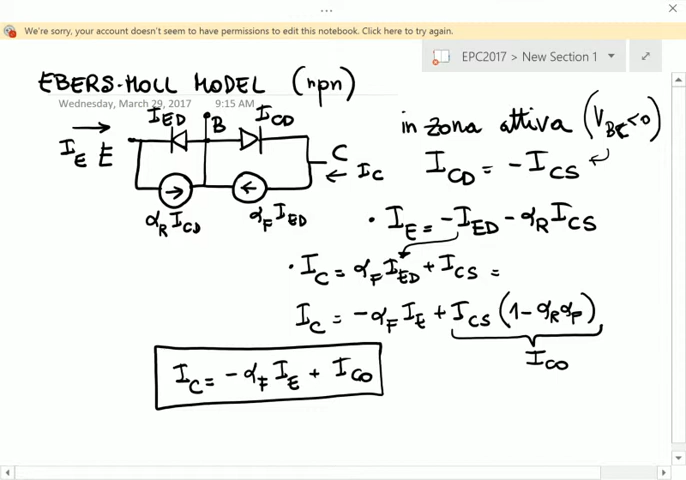 We're sorry, your account doesn't seem to have permissions to edit this notebook. Click here to try again.
EPC2017 > New Section 1
EBERS-MOLL MODEL (npn)
Wednesday, March 29, 2017 9:15 AM
I_ED B I_CD
I_E E
C
I_C
α_R I_CD α_F I_ED
in zona attiva (V_BC<0)
I_CD = -I_CS
• I_E = -I_ED - α_R I_CS
• I_C = α_F I_ED + I_CS =
I_C = -α_F I_E + I_CS (1-α_R α_F)
I_CO
I_C = -α_F I_E + I_CO